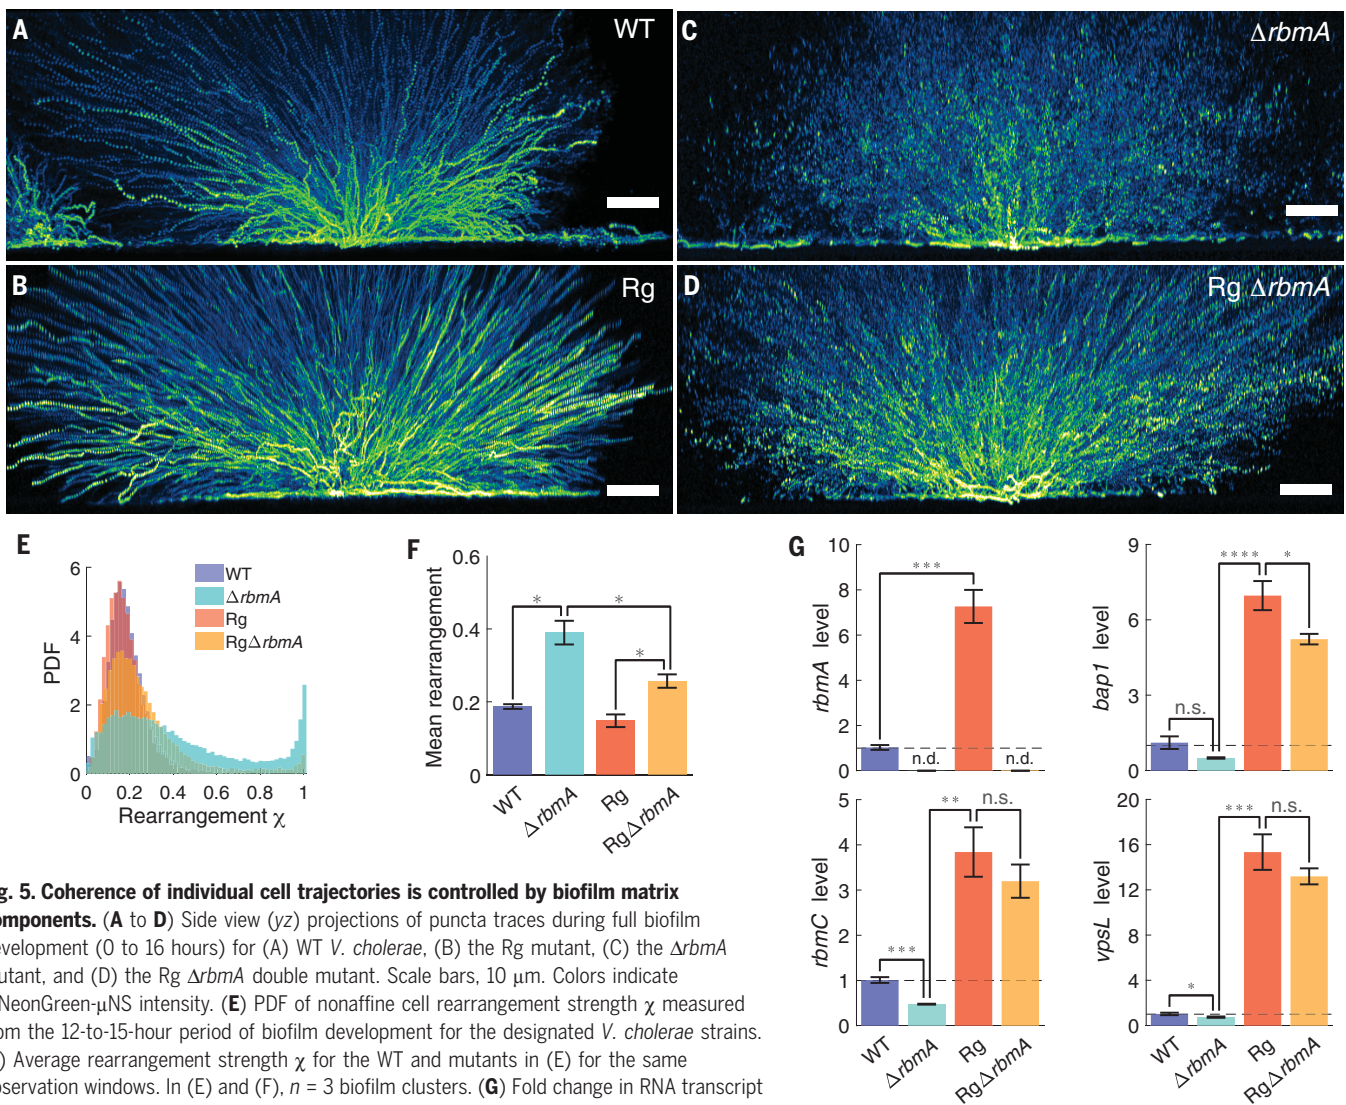 A
WT
C
ΔrbmA
B
Rg
D
Rg ΔrbmA
E
6
4
2
0
PDF
0 0.2 0.4 0.6 0.8 1
Rearrangement χ
WT
ΔrbmA
Rg
RgΔrbmA
F
0.6
0.4
0.2
0
Mean rearrangement
*
*
*
WT
ΔrbmA
Rg
RgΔrbmA
G
10
8
6
4
2
0
rbmA level
***
n.d.
n.d.
9
6
3
0
bap1 level
****
*
n.s.
5
4
3
2
1
0
rbmC level
**
n.s.
***
WT
ΔrbmA
Rg
RgΔrbmA
20
16
12
8
4
0
vpsL level
***
n.s.
*
WT
ΔrbmA
Rg
RgΔrbmA
g. 5. Coherence of individual cell trajectories is controlled by biofilm matrix
omponents. (A to D) Side view (yz) projections of puncta traces during full biofilm
evelopment (0 to 16 hours) for (A) WT V. cholerae, (B) the Rg mutant, (C) the ΔrbmA
utant, and (D) the Rg ΔrbmA double mutant. Scale bars, 10 μm. Colors indicate
NeonGreen-μNS intensity. (E) PDF of nonaffine cell rearrangement strength χ measured
om the 12-to-15-hour period of biofilm development for the designated V. cholerae strains.
) Average rearrangement strength χ for the WT and mutants in (E) for the same
bservation windows. In (E) and (F), n = 3 biofilm clusters. (G) Fold change in RNA transcript